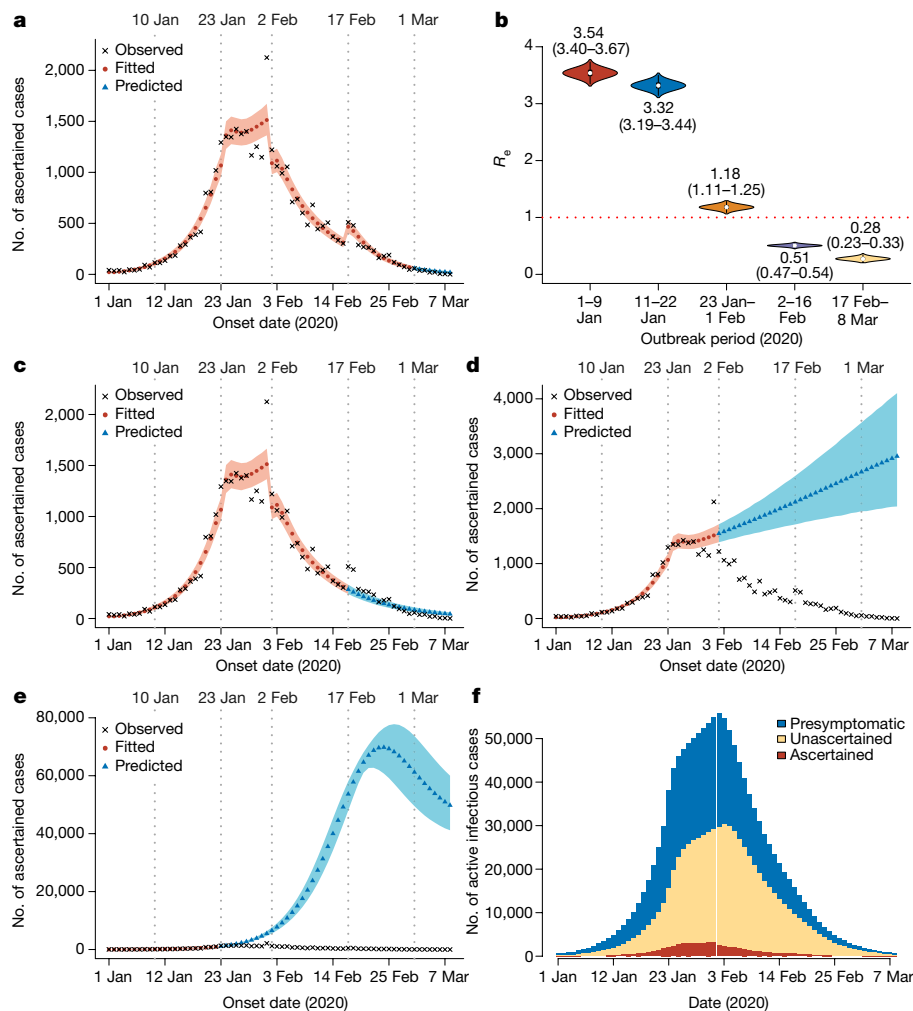 a
10 Jan 23 Jan 2 Feb 17 Feb 1 Mar
Observed
Fitted
Predicted
No. of ascertained cases
2,000
1,500
1,000
500
0
1 Jan 12 Jan 23 Jan 3 Feb 14 Feb 25 Feb 7 Mar
Onset date (2020)
b
4
3
2
1
0
Re
3.54
(3.40–3.67)
3.32
(3.19–3.44)
1.18
(1.11–1.25)
0.51
(0.47–0.54)
0.28
(0.23–0.33)
1–9
Jan
11–22
Jan
23 Jan–
1 Feb
2–16
Feb
17 Feb–
8 Mar
Outbreak period (2020)
c
10 Jan 23 Jan 2 Feb 17 Feb 1 Mar
Observed
Fitted
Predicted
No. of ascertained cases
2,000
1,500
1,000
500
0
1 Jan 12 Jan 23 Jan 3 Feb 14 Feb 25 Feb 7 Mar
Onset date (2020)
d
10 Jan 23 Jan 2 Feb 17 Feb 1 Mar
Observed
Fitted
Predicted
No. of ascertained cases
4,000
3,000
2,000
1,000
0
1 Jan 12 Jan 23 Jan 3 Feb 14 Feb 25 Feb 7 Mar
Onset date (2020)
e
10 Jan 23 Jan 2 Feb 17 Feb 1 Mar
Observed
Fitted
Predicted
No. of ascertained cases
80,000
60,000
40,000
20,000
0
1 Jan 12 Jan 23 Jan 3 Feb 14 Feb 25 Feb 7 Mar
Onset date (2020)
f
Presymptomatic
Unascertained
Ascertained
No. of active infectious cases
50,000
40,000
30,000
20,000
10,000
0
1 Jan 12 Jan 23 Jan 3 Feb 14 Feb 25 Feb 7 Mar
Date (2020)